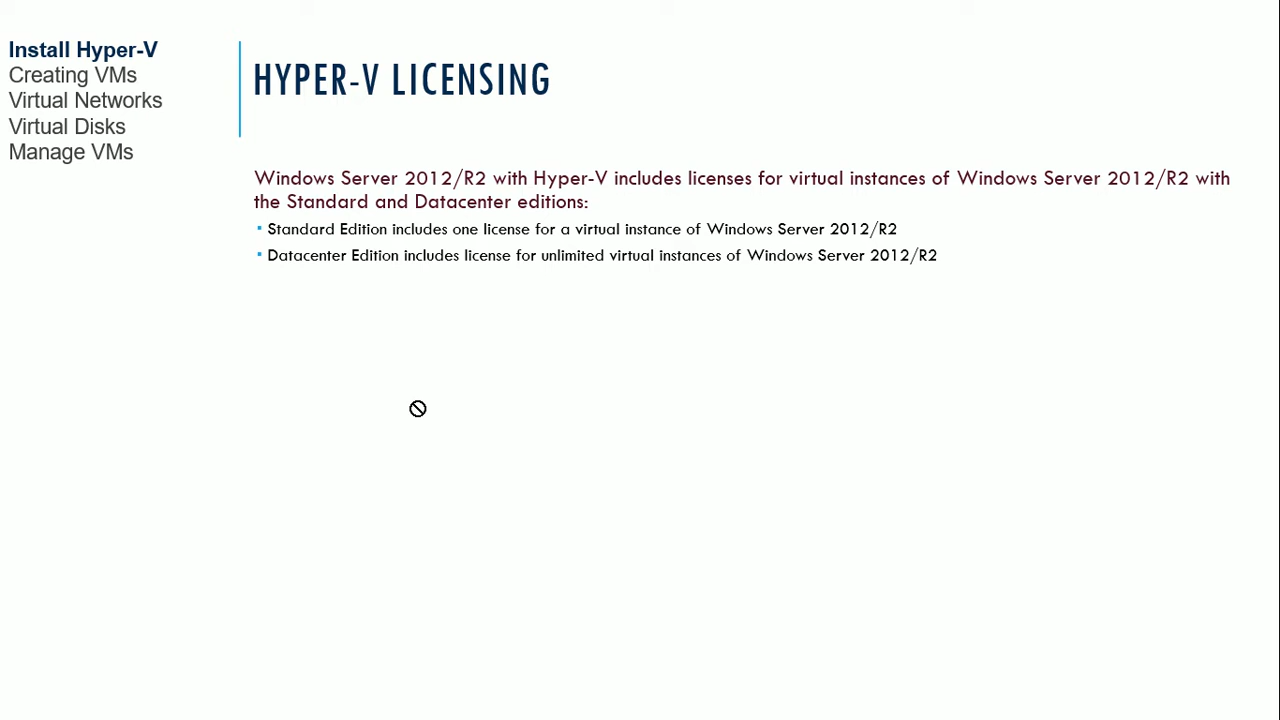 Install Hyper-V
Creating VMs
Virtual Networks
Virtual Disks
Manage VMs
HYPER-V LICENSING
Windows Server 2012/R2 with Hyper-V includes licenses for virtual instances of Windows Server 2012/R2 with
the Standard and Datacenter editions:
▪ Standard Edition includes one license for a virtual instance of Windows Server 2012/R2
▪ Datacenter Edition includes license for unlimited virtual instances of Windows Server 2012/R2